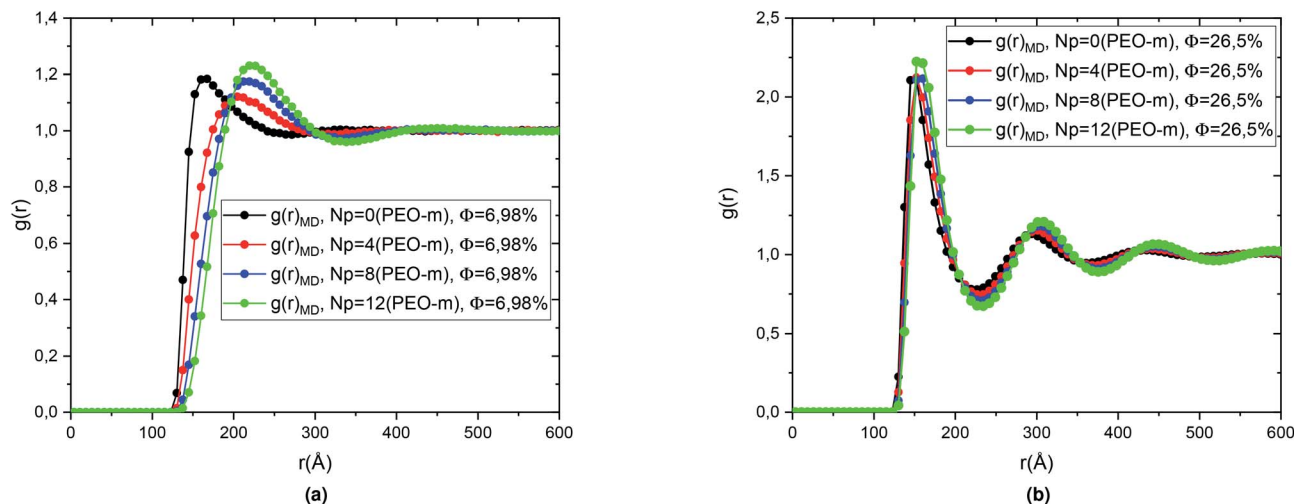 1,4
1,2
1,0
0,8
0,6
0,4
0,2
0,0
g(r)
g(r)MD, Np=0(PEO-m), Φ=6,98%
g(r)MD, Np=4(PEO-m), Φ=6,98%
g(r)MD, Np=8(PEO-m), Φ=6,98%
g(r)MD, Np=12(PEO-m), Φ=6,98%
0 100 200 300 400 500 600
r(Å)
(a)
2,5
2,0
1,5
1,0
0,5
0,0
g(r)
g(r)MD, Np=0(PEO-m), Φ=26,5%
g(r)MD, Np=4(PEO-m), Φ=26,5%
g(r)MD, Np=8(PEO-m), Φ=26,5%
g(r)MD, Np=12(PEO-m), Φ=26,5%
0 100 200 300 400 500 600
r(Å)
(b)